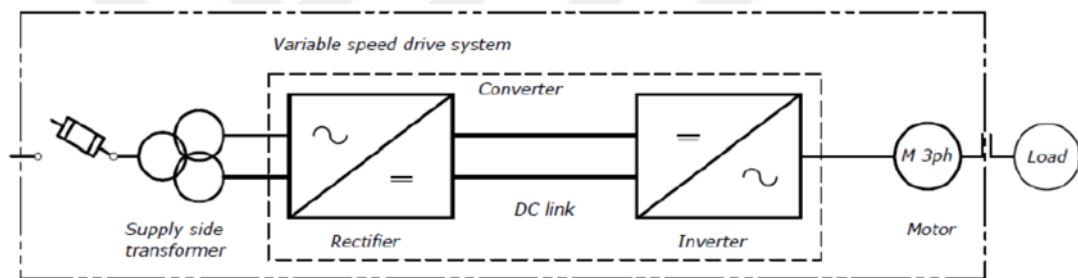 Variable speed drive system
Converter
M 3ph
Load
DC link
Supply side
transformer
Rectifier
Inverter
Motor